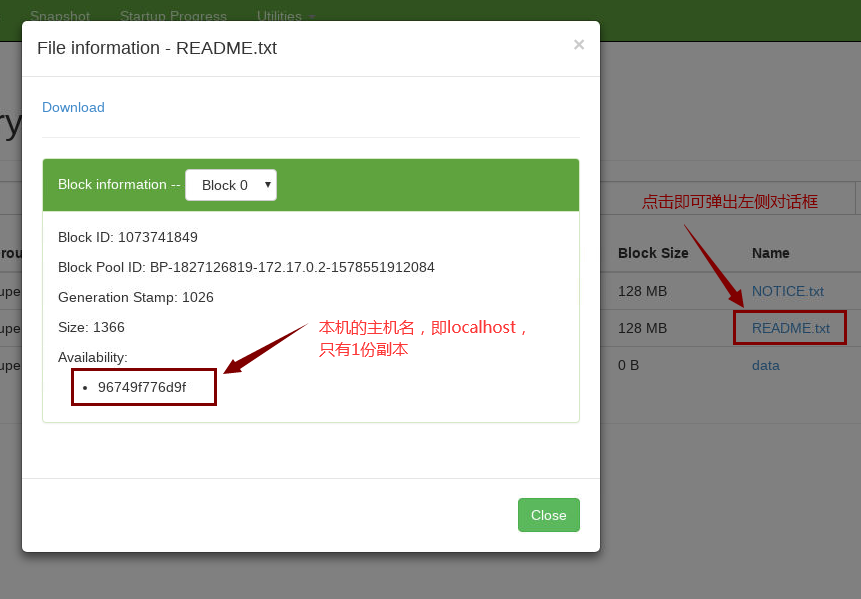 Snapshot Startup Progress Utilities
File information - README.txt
×
Download
ry
Block information -- Block 0
点击即可弹出左侧对话框
Block ID: 1073741849
Block Size Name
Block Pool ID: BP-1827126819-172.17.0.2-1578551912084
Generation Stamp: 1026
128 MB NOTICE.txt
Size: 1366
本机的主机名，即localhost，
只有1份副本
128 MB README.txt
Availability:
0 B data
• 96749f776d9f
Close